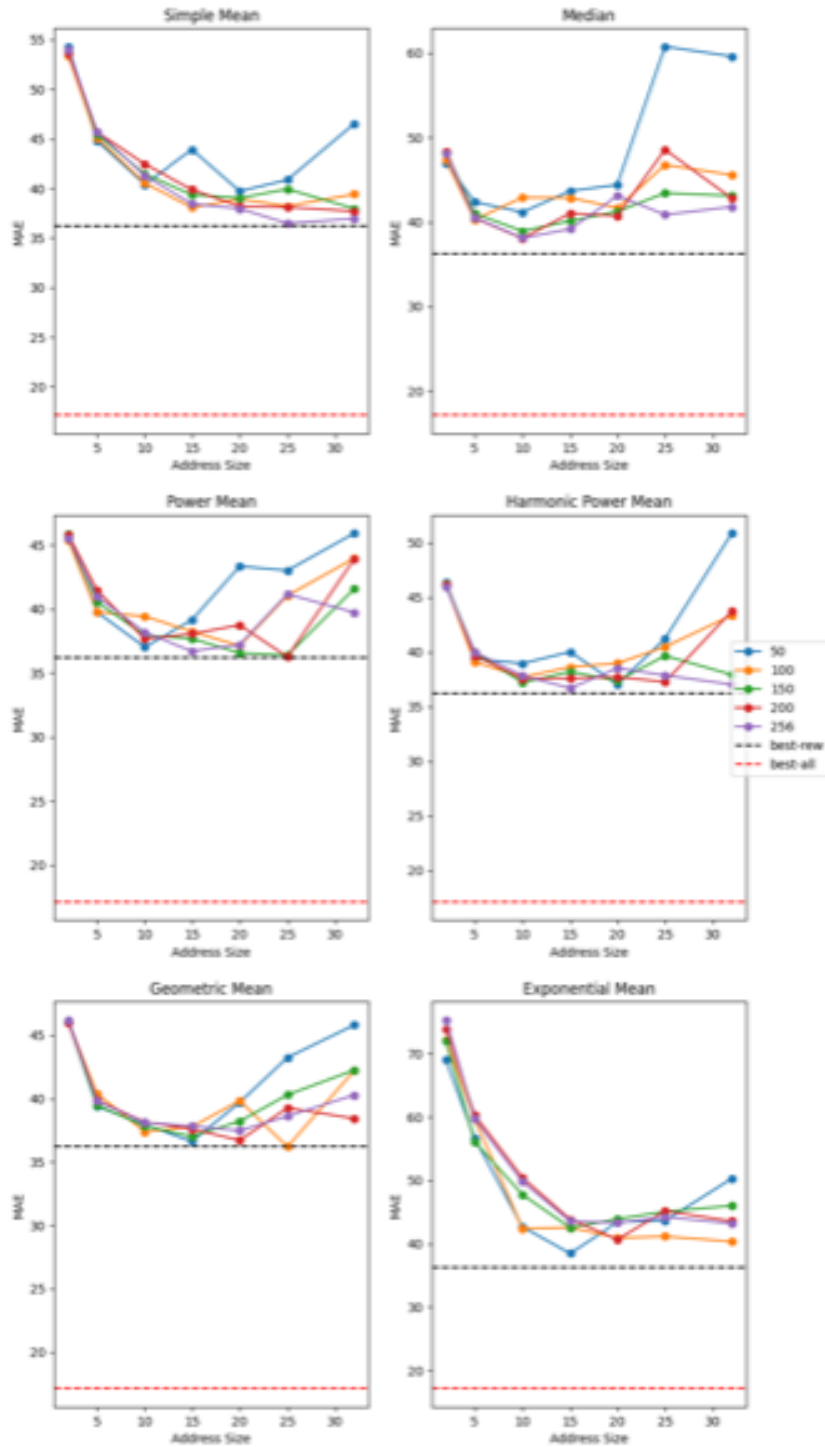 Simple Mean
55
50
45
40
35
30
25
20
MAE
5 10 15 20 25 30
Address Size
Median
60
50
40
30
20
MAE
5 10 15 20 25 30
Address Size
Power Mean
45
40
35
30
25
20
MAE
5 10 15 20 25 30
Address Size
Harmonic Power Mean
50
45
40
35
30
25
20
MAE
5 10 15 20 25 30
Address Size
50
100
150
200
256
best-rew
best-all
Geometric Mean
45
40
35
30
25
20
MAE
5 10 15 20 25 30
Address Size
Exponential Mean
70
60
50
40
30
20
MAE
5 10 15 20 25 30
Address Size